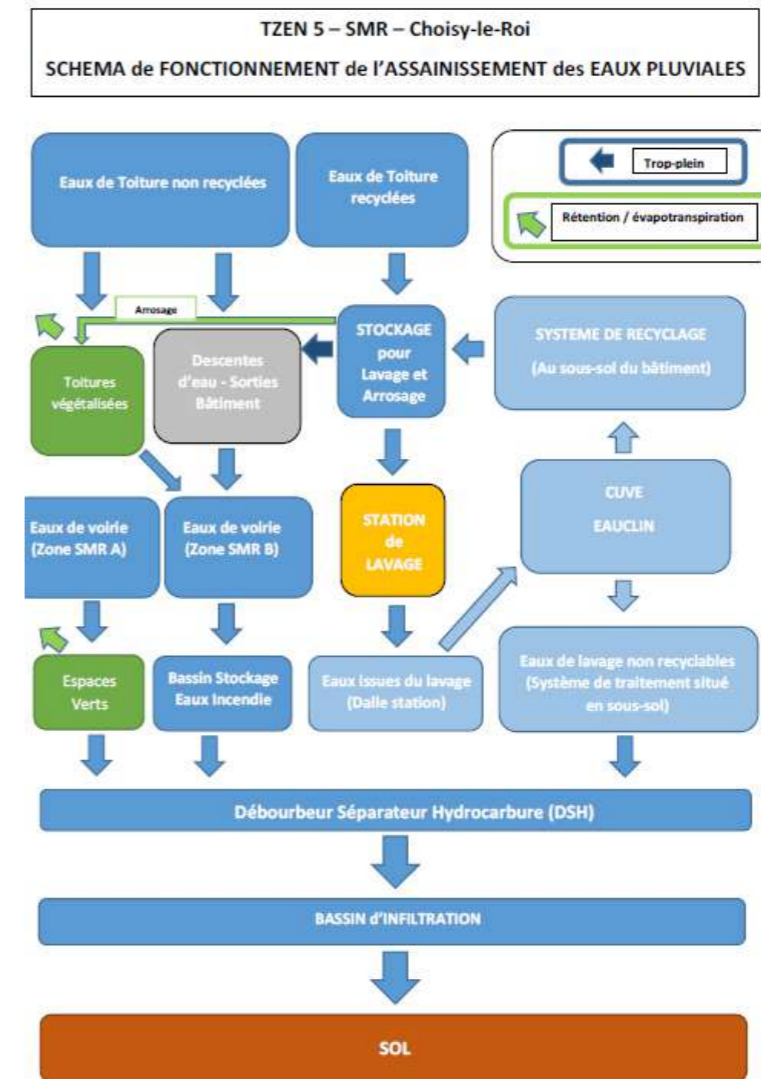 TZEN 5 – SMR – Choisy-le-Roi
SCHEMA de FONCTIONNEMENT de l'ASSAINISSEMENT des EAUX PLUVIALES
Eaux de Toiture non recyclées
Eaux de Toiture
recyclées
Trop-plein
Rétention / évapotranspiration
Arrosage
Toitures
végétalisées
Descentes
d'eau - Sorties
Bâtiment
STOCKAGE
pour
Lavage et
Arrosage
SYSTEME DE RECYCLAGE
(Au sous-sol du bâtiment)
Eaux de voirie
(Zone SMR A)
Eaux de voirie
(Zone SMR B)
STATION
de
LAVAGE
CUVE
EAUCLIN
Espaces
Verts
Bassin Stockage
Eaux Incendie
Eaux issues du lavage
(Dalle station)
Eaux de lavage non recyclables
(Système de traitement situé
en sous-sol)
Débourbeur Séparateur Hydrocarbure (DSH)
BASSIN d'INFILTRATION
SOL